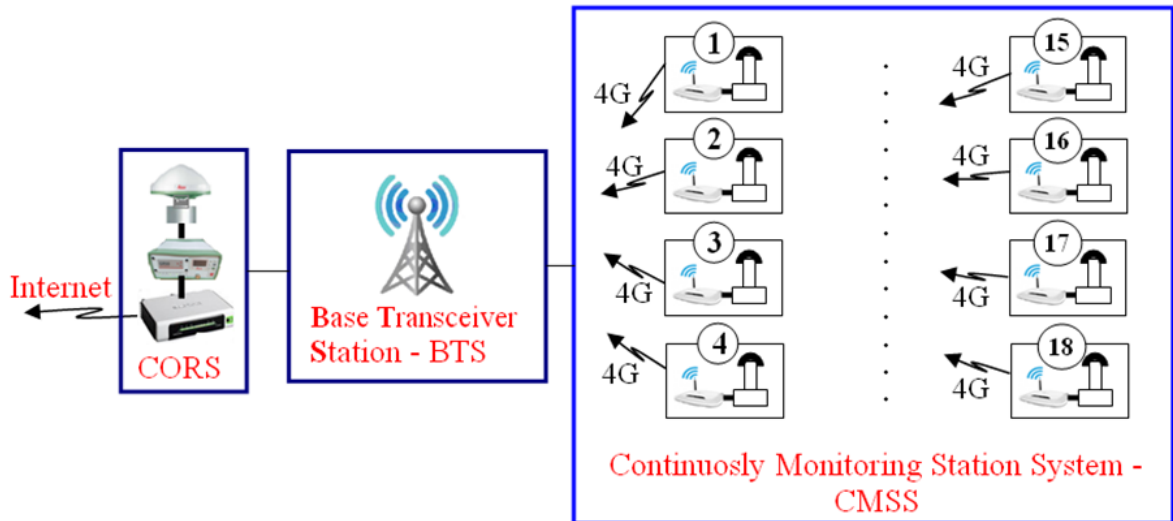 Internet
CORS
Base Transceiver
Station - BTS
1
4G
2
4G
3
4G
4
4G
15
4G
16
4G
17
4G
18
4G
Continuosly Monitoring Station System -
CMSS